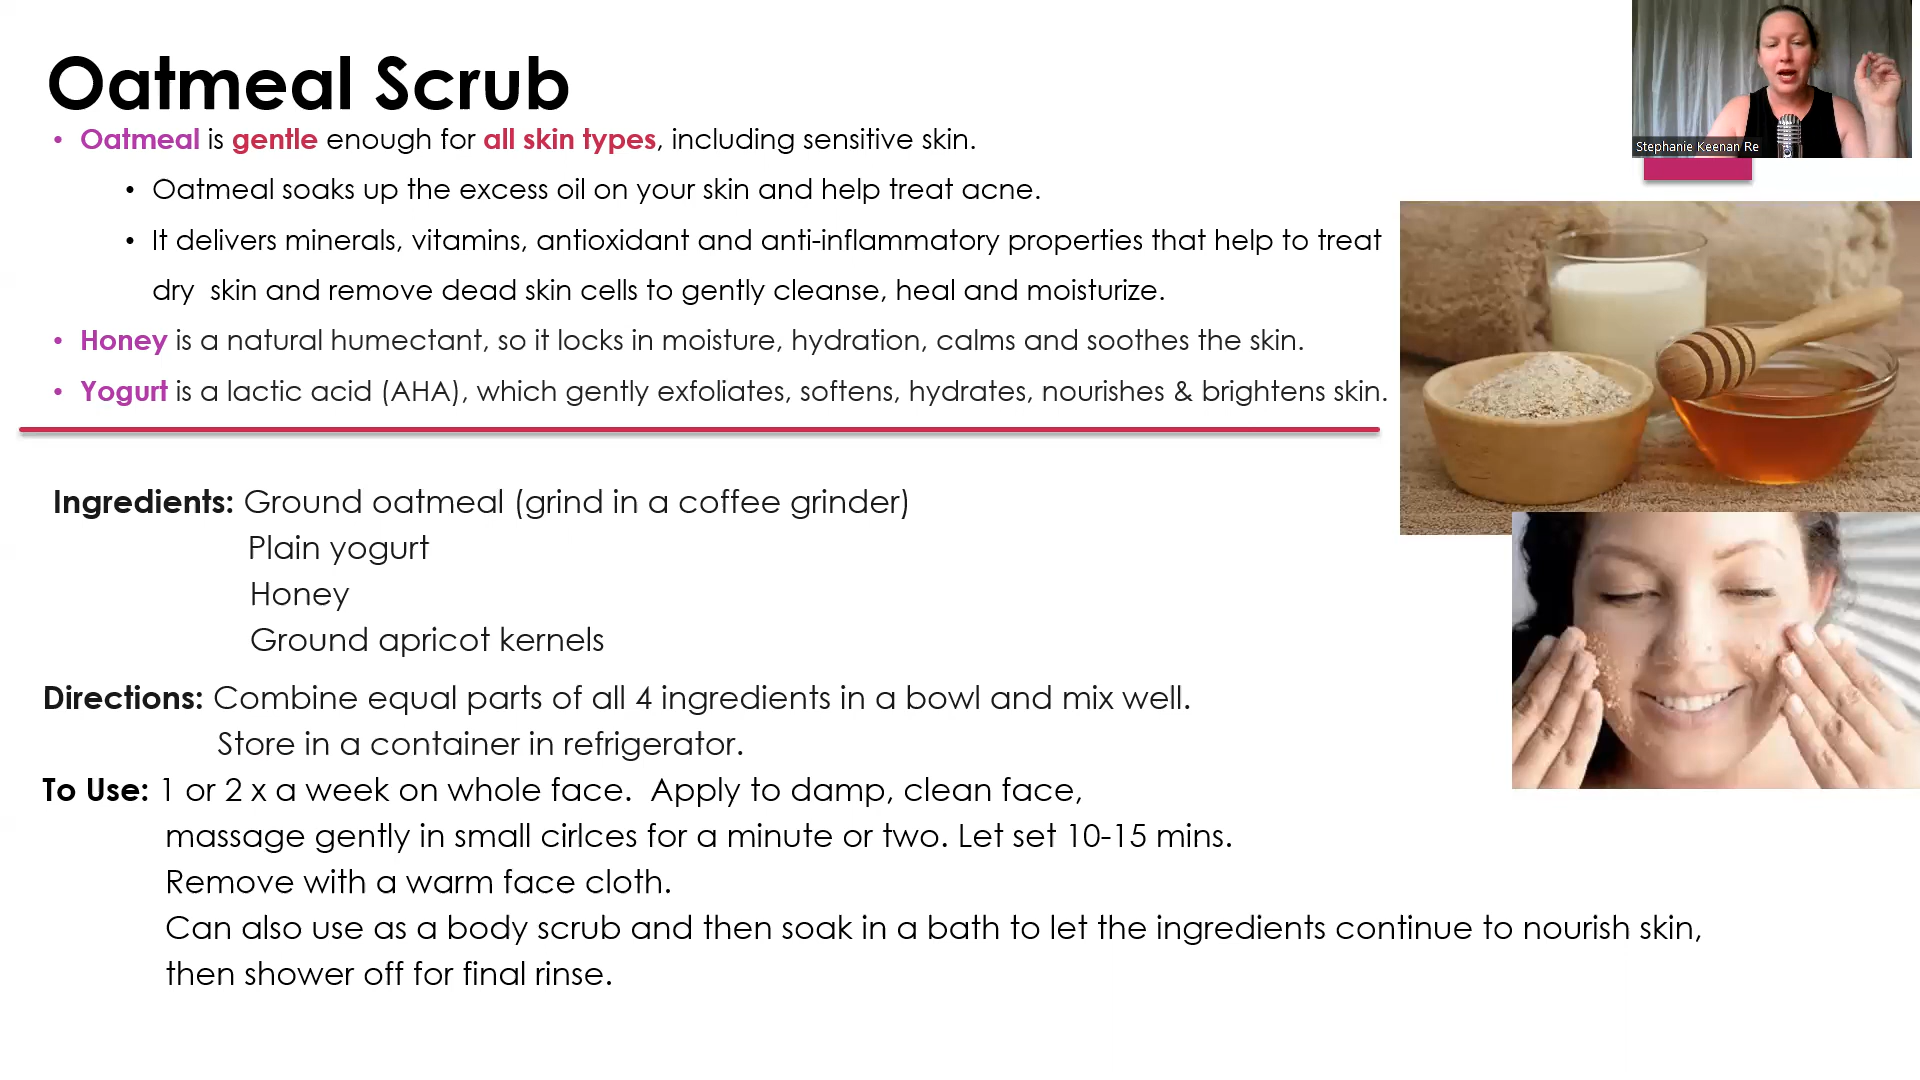 Oatmeal Scrub
Stephanie Keenan Re
• Oatmeal is gentle enough for all skin types, including sensitive skin.
• Oatmeal soaks up the excess oil on your skin and help treat acne.
• It delivers minerals, vitamins, antioxidant and anti-inflammatory properties that help to treat
dry skin and remove dead skin cells to gently cleanse, heal and moisturize.
• Honey is a natural humectant, so it locks in moisture, hydration, calms and soothes the skin.
• Yogurt is a lactic acid (AHA), which gently exfoliates, softens, hydrates, nourishes & brightens skin.
Ingredients: Ground oatmeal (grind in a coffee grinder)
Plain yogurt
Honey
Ground apricot kernels
Directions: Combine equal parts of all 4 ingredients in a bowl and mix well.
Store in a container in refrigerator.
To Use: 1 or 2 x a week on whole face. Apply to damp, clean face,
massage gently in small cirlces for a minute or two. Let set 10-15 mins.
Remove with a warm face cloth.
Can also use as a body scrub and then soak in a bath to let the ingredients continue to nourish skin,
then shower off for final rinse.